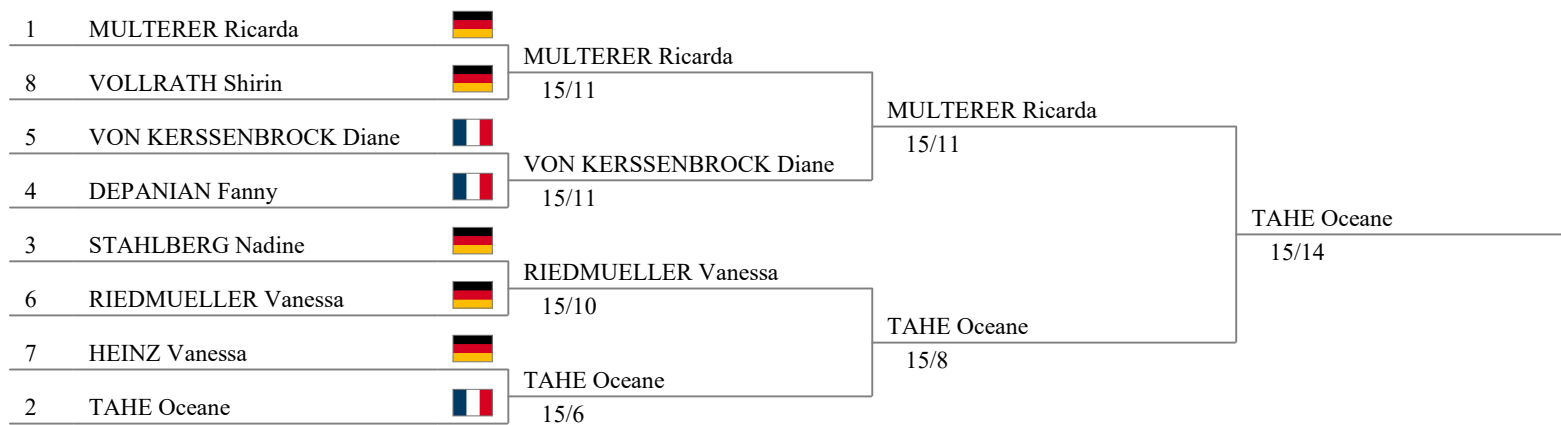 1 MULTERER Ricarda
8 VOLLRATH Shirin
5 VON KERSSENBROCK Diane
4 DEPANIAN Fanny
3 STAHLBERG Nadine
6 RIEDMUELLER Vanessa
7 HEINZ Vanessa
2 TAHE Oceane
MULTERER Ricarda
15/11
VON KERSSENBROCK Diane
15/11
RIEDMUELLER Vanessa
15/10
TAHE Oceane
15/6
MULTERER Ricarda
15/11
TAHE Oceane
15/8
TAHE Oceane
15/14